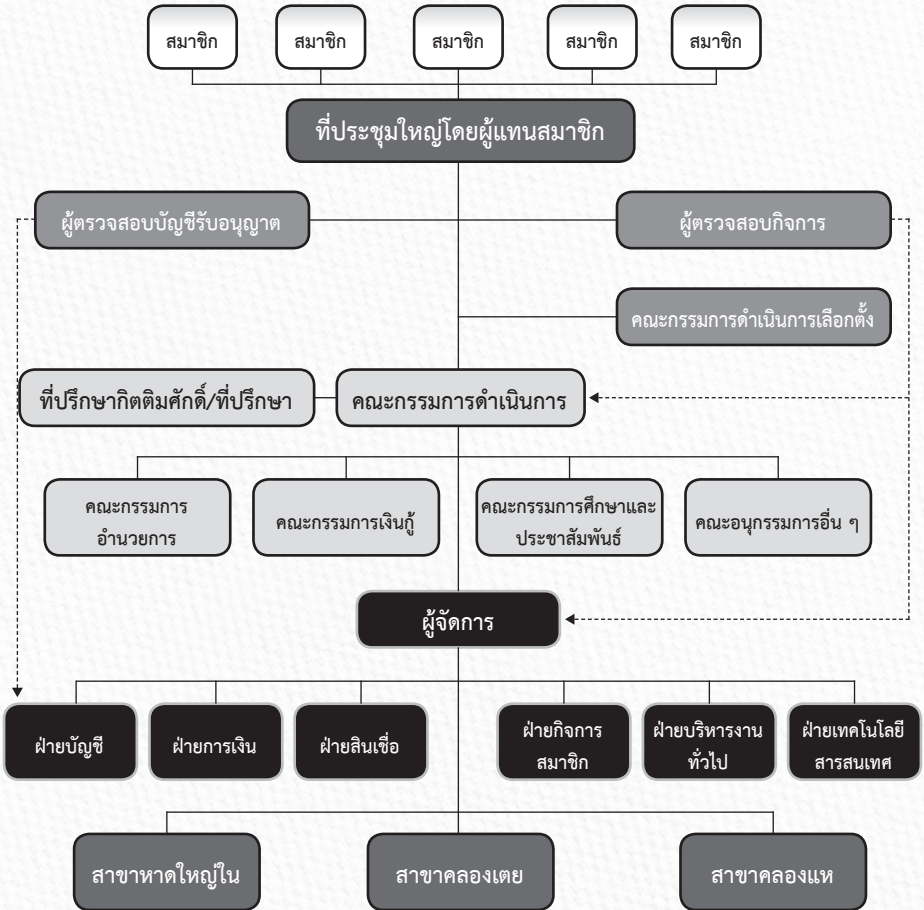 สมาชิก
สมาชิก
สมาชิก
สมาชิก
สมาชิก
ที่ประชุมใหญ่โดยผู้แทนสมาชิก
ผู้ตรวจสอบบัญชีรับอนุญาต
ผู้ตรวจสอบกิจการ
คณะกรรมการดำเนินการเลือกตั้ง
ที่ปรึกษากิตติมศักดิ์/ที่ปรึกษา
คณะกรรมการดำเนินการ
คณะกรรมการ
อำนวยการ
คณะกรรมการเงินกู้
คณะกรรมการศึกษาและ
ประชาสัมพันธ์
คณะอนุกรรมการอื่น ๆ
ผู้จัดการ
ฝ่ายบัญชี
ฝ่ายการเงิน
ฝ่ายสินเชื่อ
ฝ่ายกิจการ
สมาชิก
ฝ่ายบริหารงาน
ทั่วไป
ฝ่ายเทคโนโลยี
สารสนเทศ
สาขาหาดใหญ่ใน
สาขาคลองเตย
สาขาคลองแห